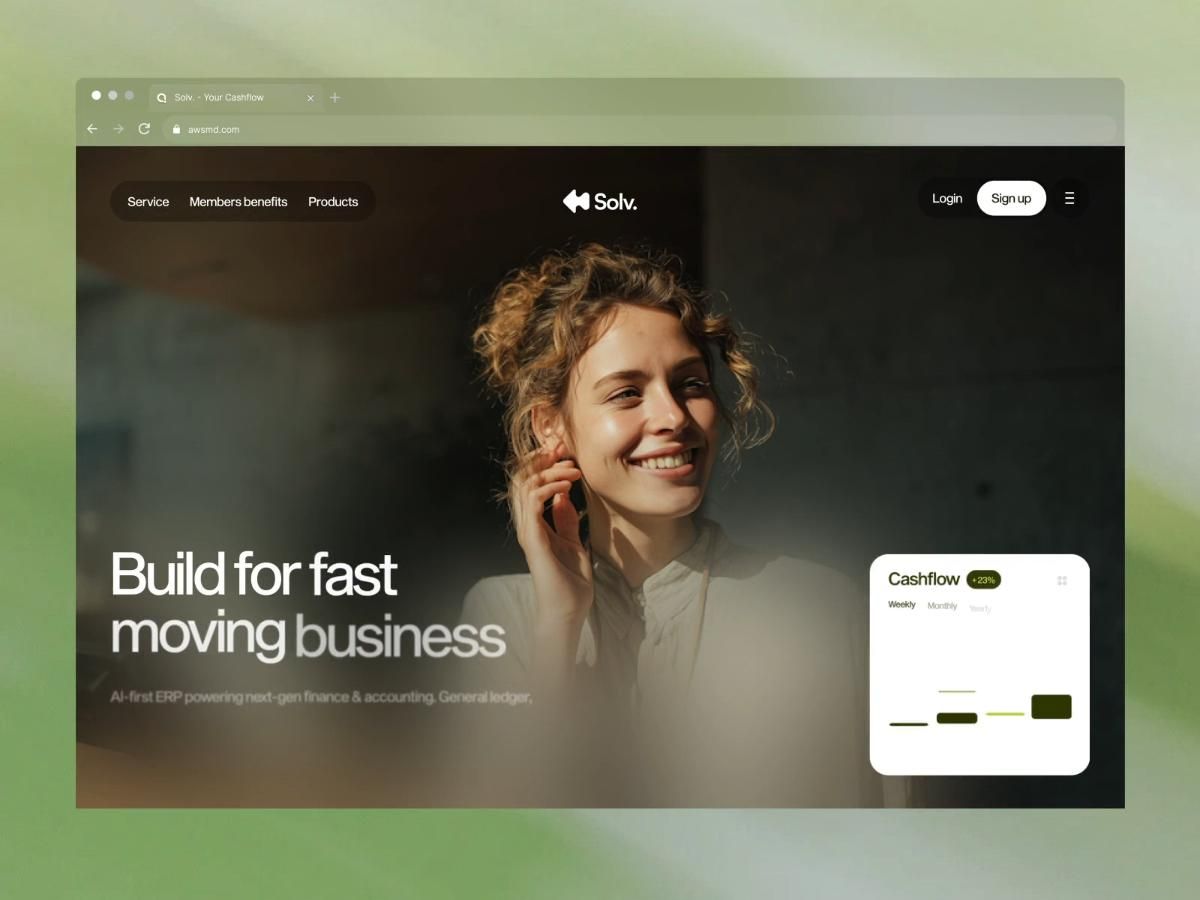 Solv. - Your Cashflow
awsmd.com
Service Members benefits Products
Solv.
Login Sign up
Build for fast
moving business
AI-first ERP powering next-gen finance & accounting. General ledger,
Cashflow +23%
Weekly Monthly Yearly